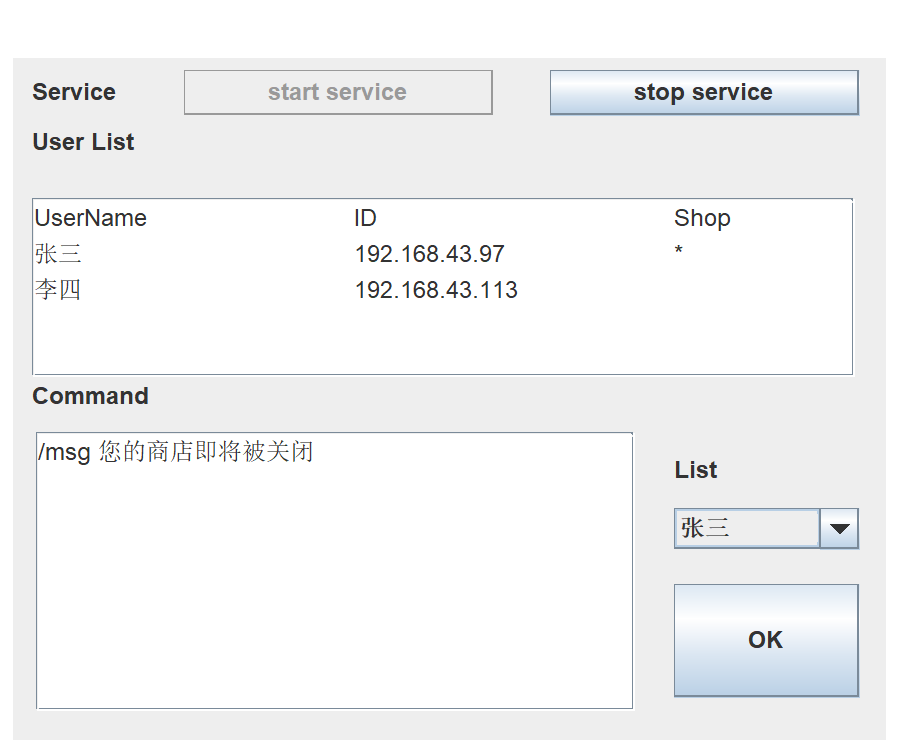 Service start service stop service
User List
UserName ID Shop
张三 192.168.43.97 *
李四 192.168.43.113
Command
/msg 您的商店即将被关闭
List
张三
OK